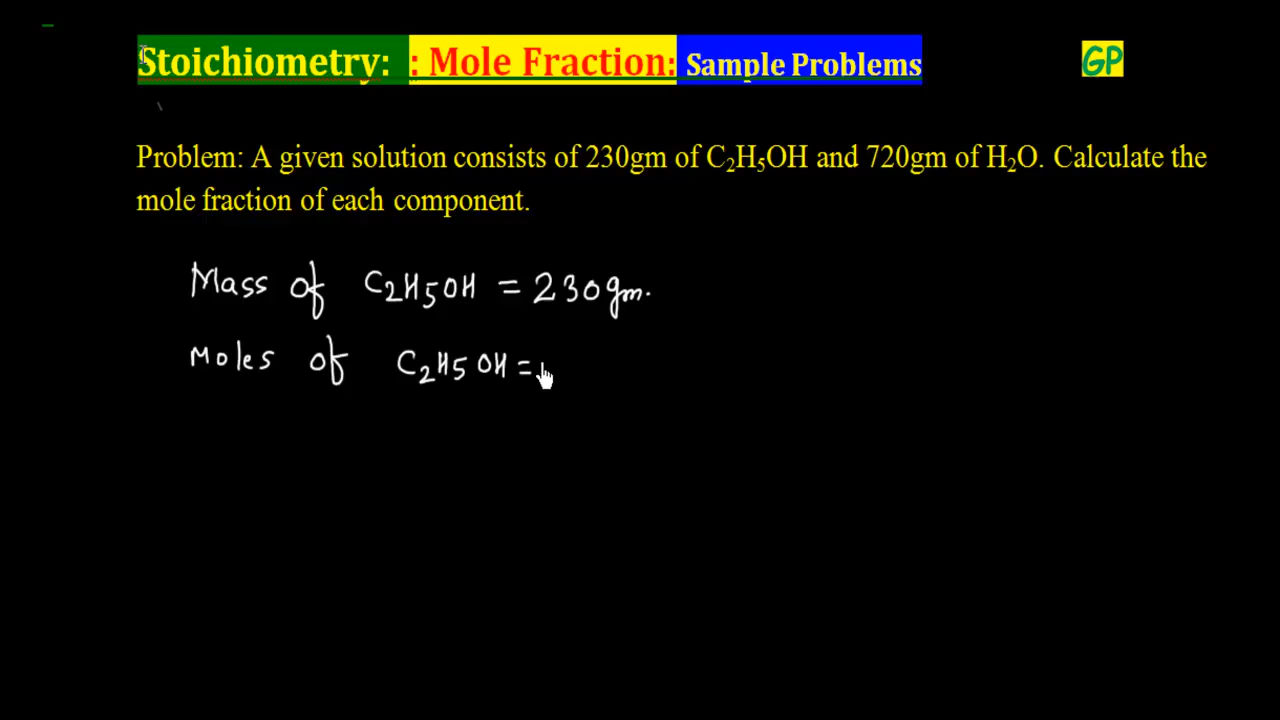 Stoichiometry: : Mole Fraction: Sample Problems GP
Problem: A given solution consists of 230gm of C₂H₅OH and 720gm of H₂O. Calculate the
mole fraction of each component.
Mass of C₂H₅OH = 230gm.
Moles of C₂H₅OH =